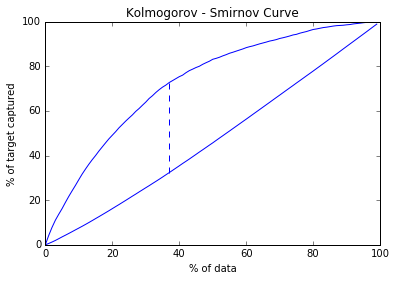 Kolmogorov - Smirnov Curve
100
80
60
40
20
0
% of target captured
0 20 40 60 80 100
% of data